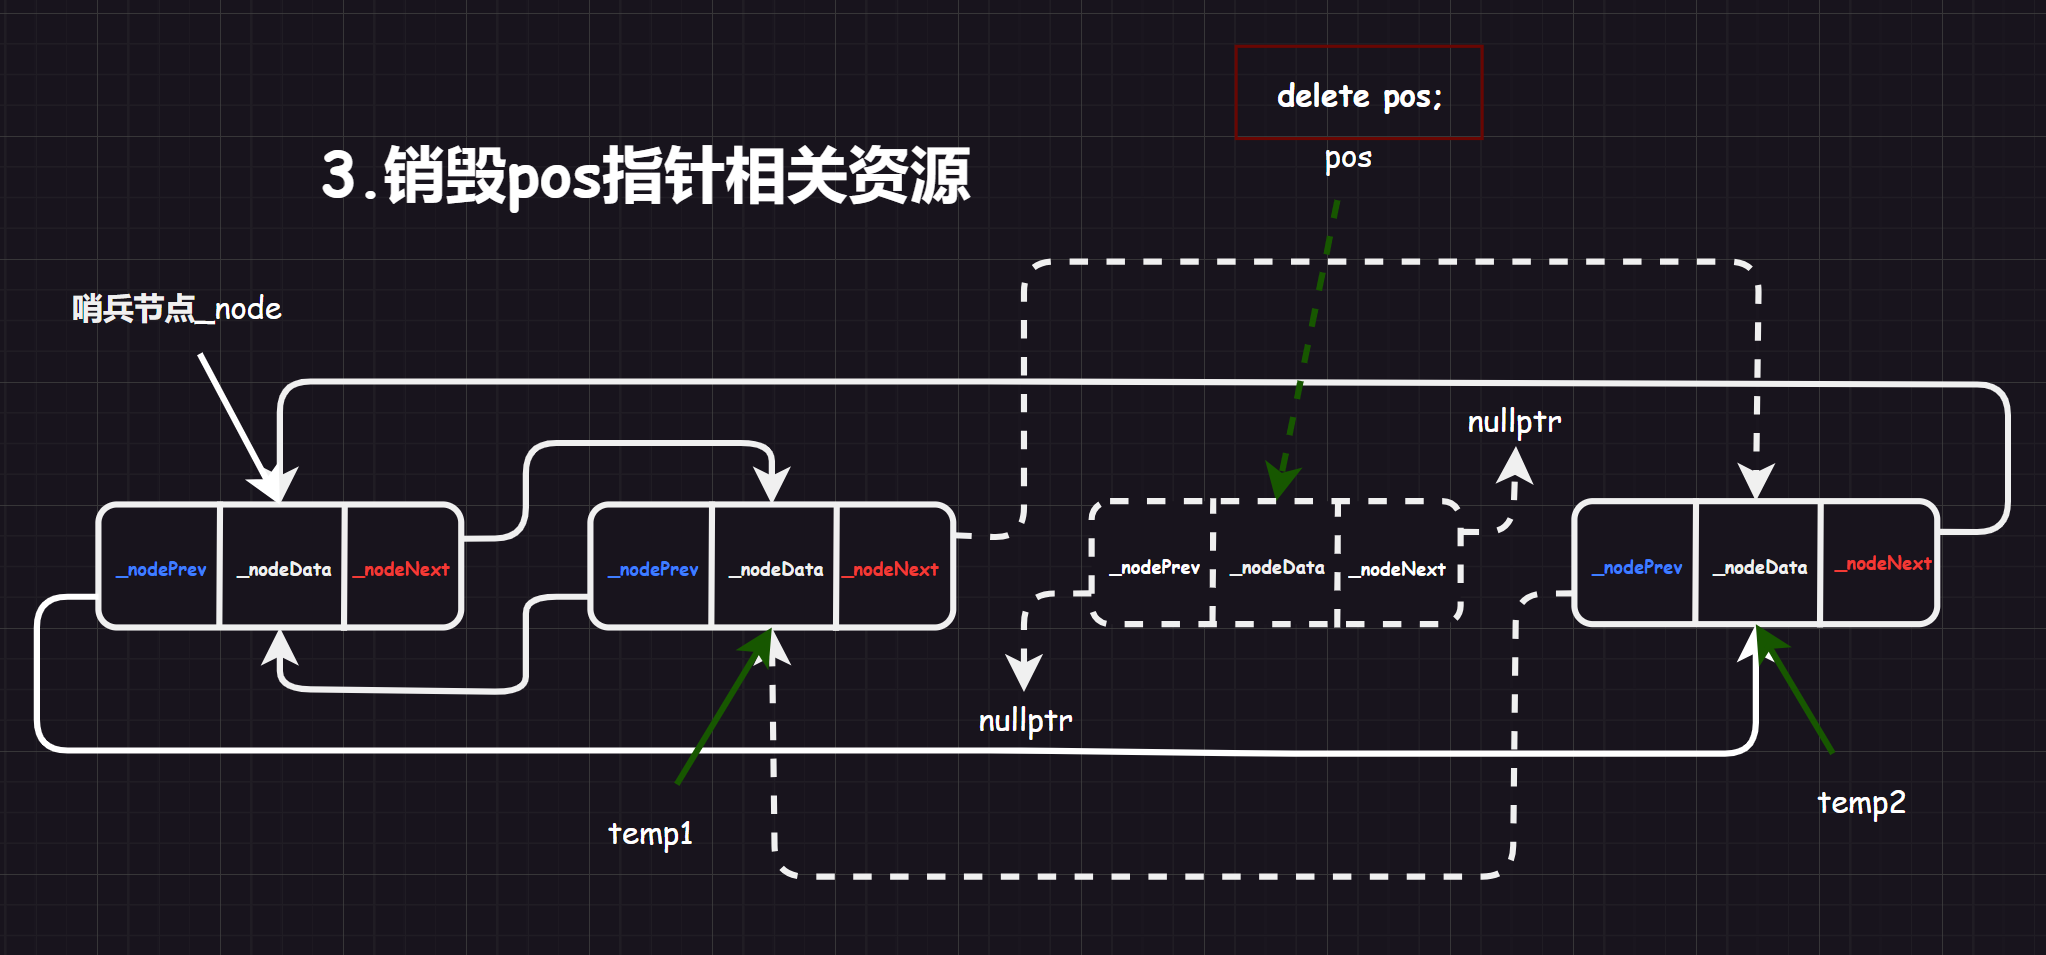 delete pos;
pos
3.销毁pos指针相关资源
哨兵节点_node
nullptr
_nodePrev _nodeData _nodeNext
_nodePrev _nodeData _nodeNext
_nodePrev _nodeData _nodeNext
_nodePrev _nodeData _nodeNext
nullptr
temp1
temp2